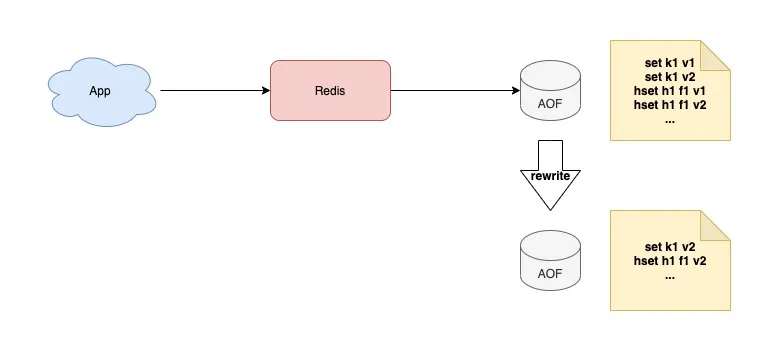 App
Redis
AOF
set k1 v1
set k2 v2
hset h1 f1 v1
hset h1 f1 v2
...
rewrite
AOF
set k1 v2
hset h1 f1 v2
...